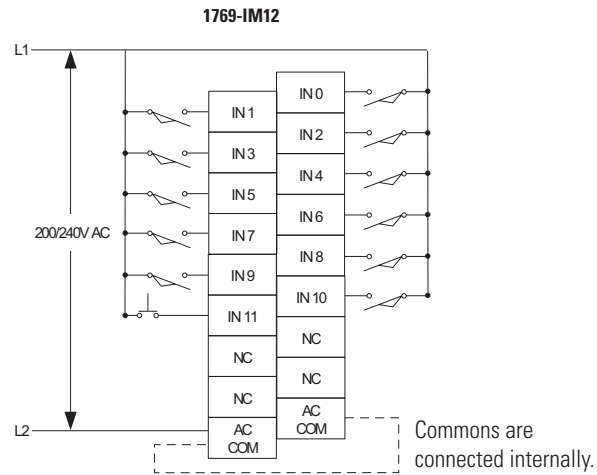 1769-IM12
L1
IN 0
IN 1
IN 2
IN 3
IN 4
IN 5
IN 6
200/240V AC
IN 7
IN 8
IN 9
IN 10
IN 11
NC
NC
NC
NC
AC
COM
L2
AC
COM
Commons are
connected internally.